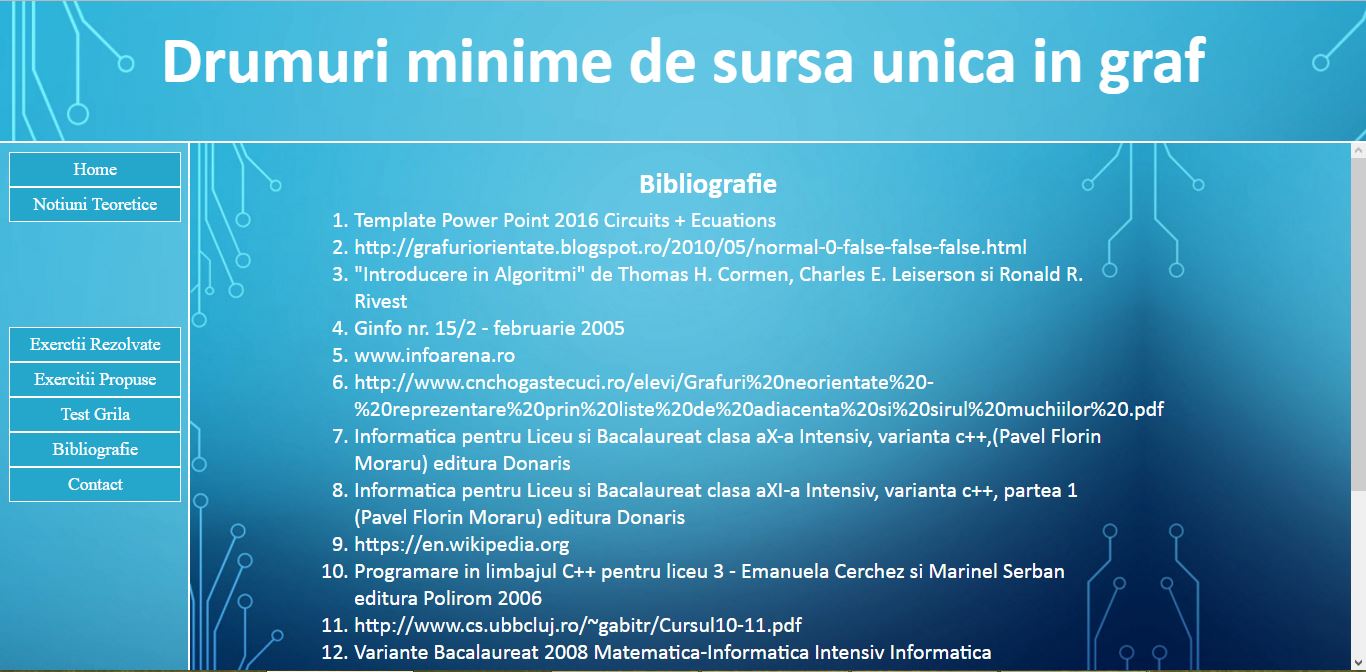 Drumuri minime de sursa unica in graf
Home
Notiuni Teoretice
Exerctii Rezolvate
Exercitii Propuse
Test Grila
Bibliografie
Contact
Bibliografie
1. Template Power Point 2016 Circuits + Ecuations
2. http://grafuriorientate.blogspot.ro/2010/05/normal-0-false-false-false.html
3. "Introducere in Algoritmi" de Thomas H. Cormen, Charles E. Leiserson si Ronald R.
Rivest
4. Ginfo nr. 15/2 - februarie 2005
5. www.infoarena.ro
6. http://www.cnchogastecuci.ro/elevi/Grafuri%20neorientate%20-
%20reprezentare%20prin%20liste%20de%20adiacenta%20si%20sirul%20muchiilor%20.pdf
7. Informatica pentru Liceu si Bacalaureat clasa aX-a Intensiv, varianta c++,(Pavel Florin
Moraru) editura Donaris
8. Informatica pentru Liceu si Bacalaureat clasa aXI-a Intensiv, varianta c++, partea 1
(Pavel Florin Moraru) editura Donaris
9. https://en.wikipedia.org
10. Programare in limbajul C++ pentru liceu 3 - Emanuela Cerchez si Marinel Serban
editura Polirom 2006
11. http://www.cs.ubbcluj.ro/~gabitr/Cursul10-11.pdf
12. Variante Bacalaureat 2008 Matematica-Informatica Intensiv Informatica